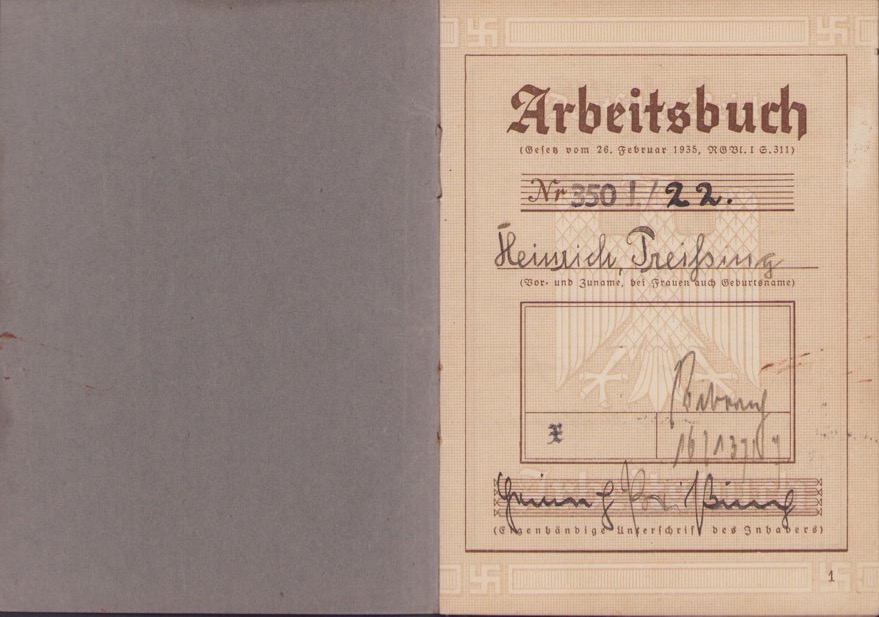 Arbeitsbuch
(Gesetz vom 26. Februar 1935, RGBl. I S. 311)
Nr 350 I / 22.
Heinrich, Preißing
(Vor- und Zuname, bei Frauen auch Geburtsname)
(Eigenhändige Unterschrift des Inhabers)
1